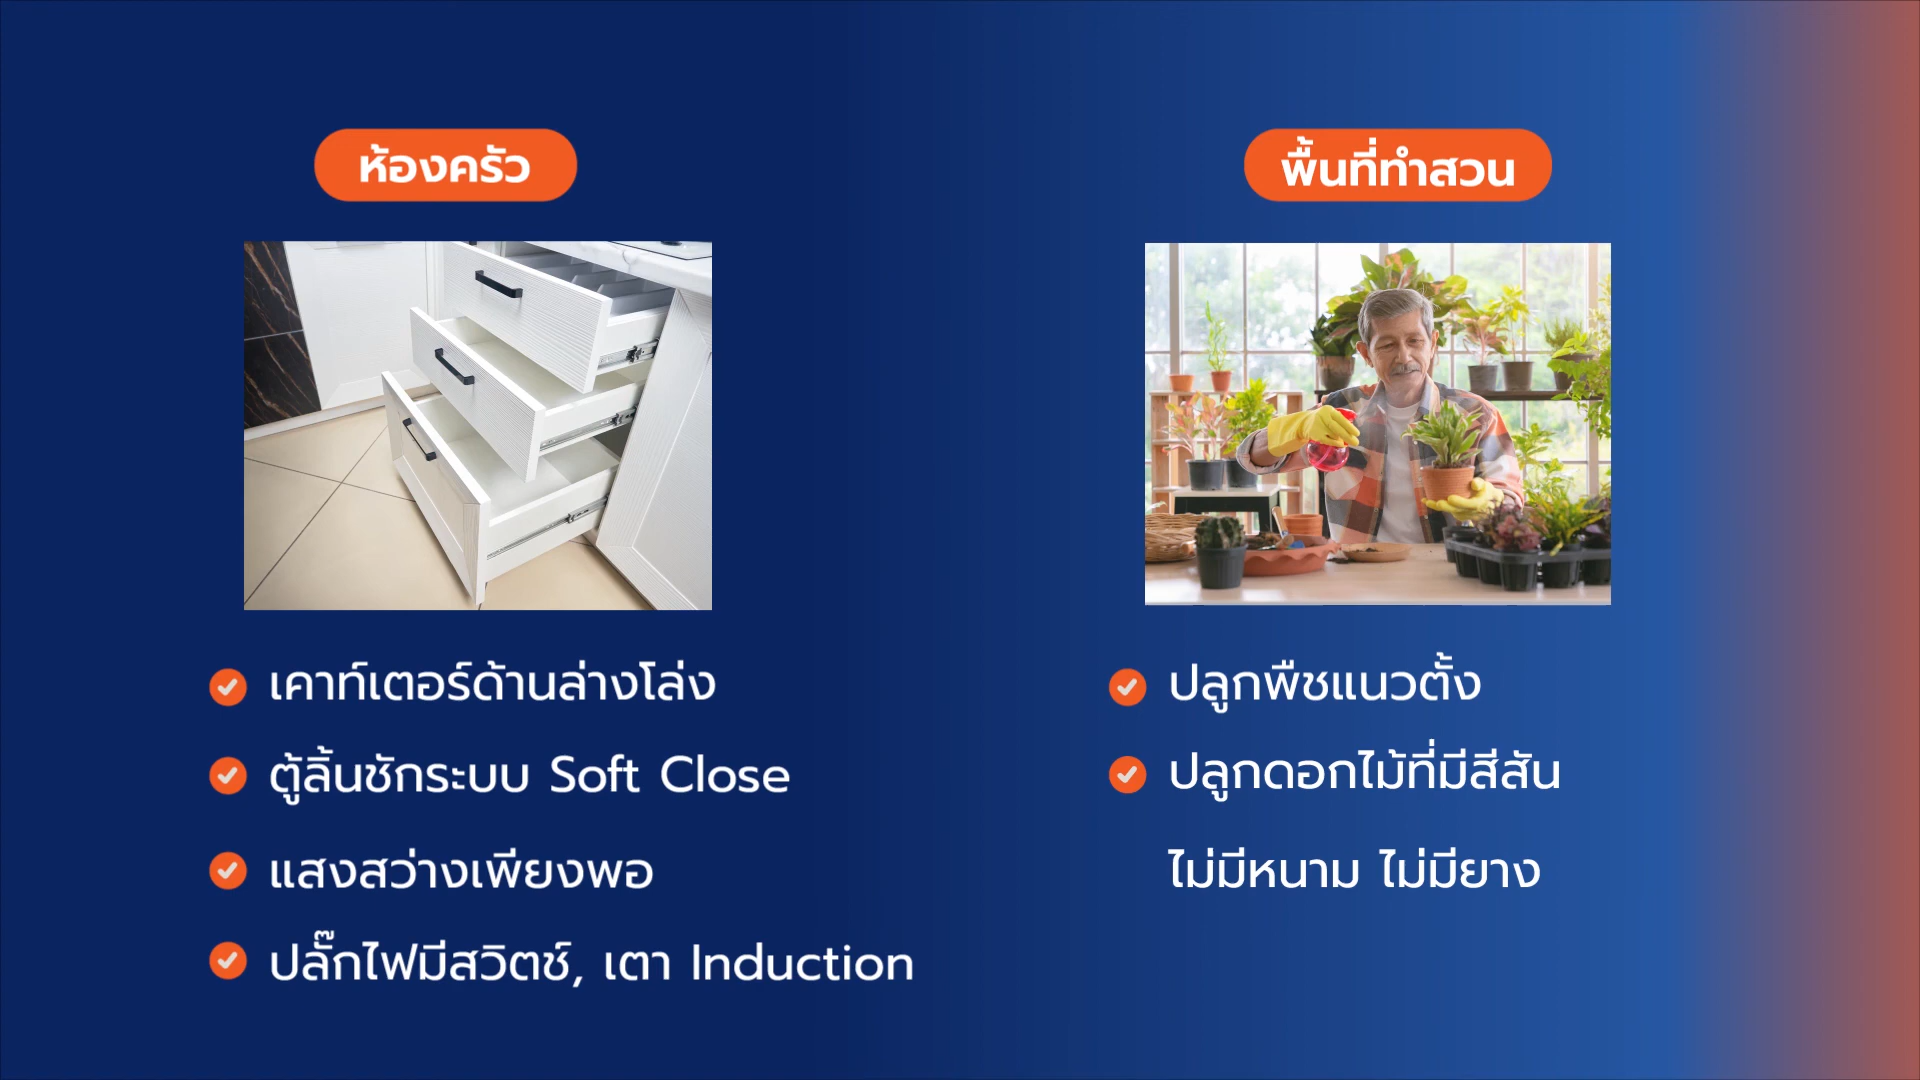 ห้องครัว
เคาท์เตอร์ด้านล่างโล่ง
ตู้ลิ้นชักระบบ Soft Close
แสงสว่างเพียงพอ
ปลั๊กไฟมีสวิตช์, เตา Induction
พื้นที่ทำสวน
ปลูกพืชแนวตั้ง
ปลูกดอกไม้ที่มีสีสัน
ไม่มีหนาม ไม่มียาง